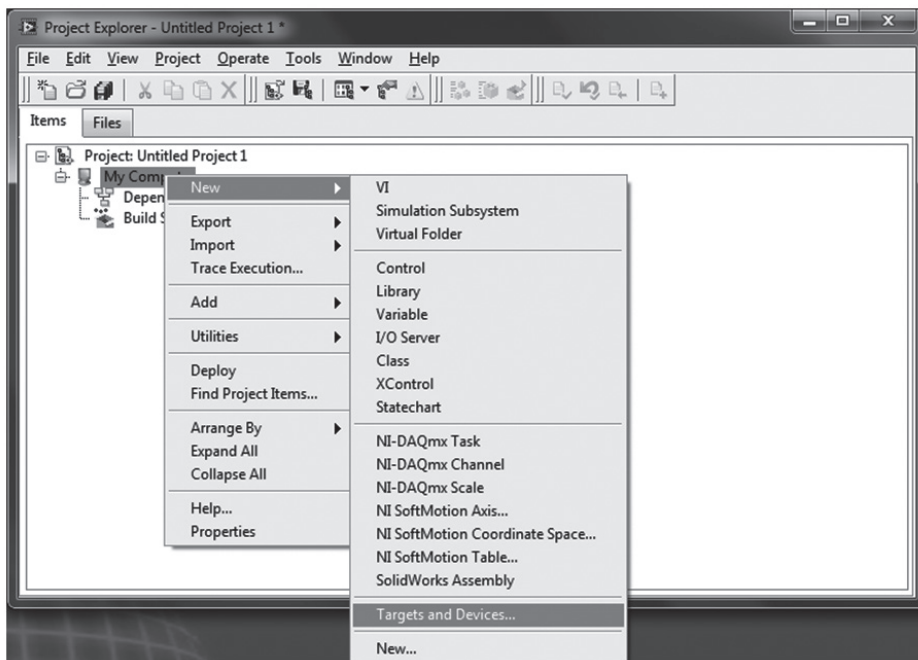 Project Explorer - Untitled Project 1 *
File Edit View Project Operate Tools Window Help
Items Files
Project: Untitled Project 1
My Comp
Depen
Build S
New
Export
Import
Trace Execution...
Add
Utilities
Deploy
Find Project Items...
Arrange By
Expand All
Collapse All
Help...
Properties
VI
Simulation Subsystem
Virtual Folder
Control
Library
Variable
I/O Server
Class
XControl
Statechart
NI-DAQmx Task
NI-DAQmx Channel
NI-DAQmx Scale
NI SoftMotion Axis...
NI SoftMotion Coordinate Space...
NI SoftMotion Table...
SolidWorks Assembly
Targets and Devices...
New...